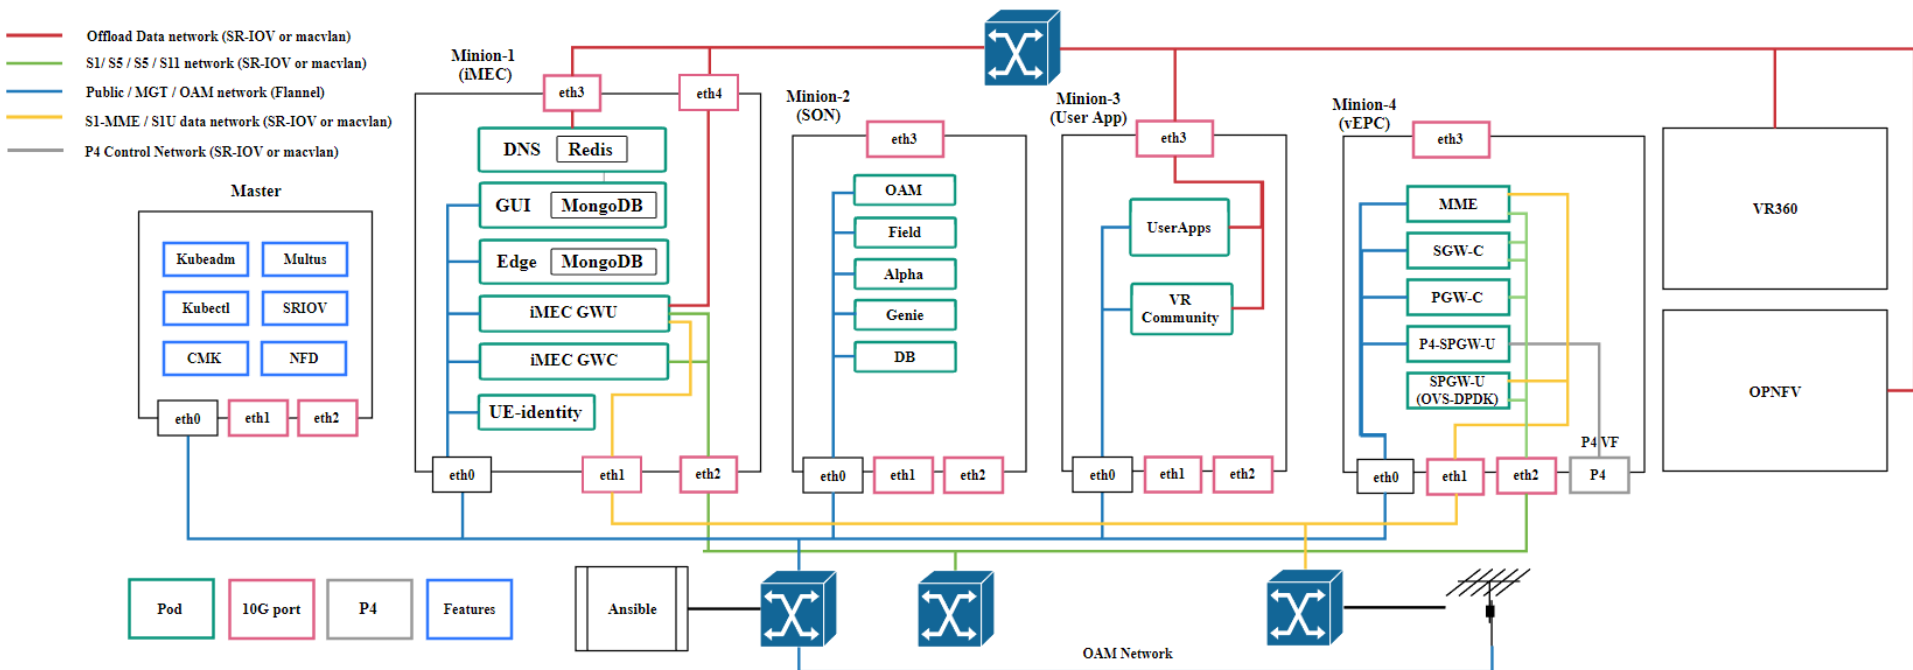 Offload Data network (SR-IOV or macvlan)
S1/ S5 / S5 / S11 network (SR-IOV or macvlan)
Public / MGT / OAM network (Flannel)
S1-MME / S1U data network (SR-IOV or macvlan)
P4 Control Network (SR-IOV or macvlan)
Master
Kubeadm
Multus
Kubectl
SRIOV
CMK
NFD
eth0
eth1
eth2
Minion-1
(iMEC)
eth3
eth4
DNS
Redis
GUI
MongoDB
Edge
MongoDB
iMEC GWU
iMEC GWC
UE-identity
eth0
eth1
eth2
Minion-2
(SON)
eth3
OAM
Field
Alpha
Genie
DB
eth0
eth1
eth2
Minion-3
(User App)
eth3
UserApps
VR
Community
eth0
eth1
eth2
Minion-4
(vEPC)
eth3
MME
SGW-C
PGW-C
P4-SPGW-U
SPGW-U
(OVS-DPDK)
P4 VF
eth0
eth1
eth2
P4
VR360
OPNFV
Pod
10G port
P4
Features
Ansible
OAM Network